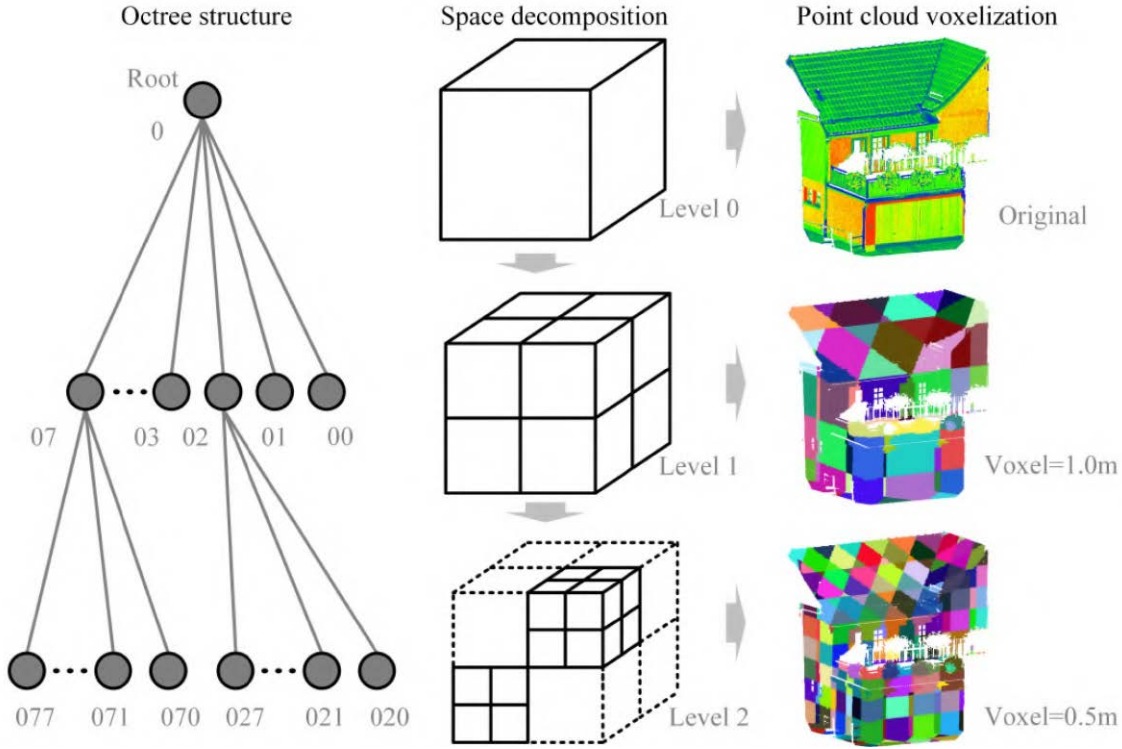 Octree structure
Space decomposition
Point cloud voxelization
Root
0
Level 0
Original
07
03
02
01
00
Level 1
Voxel=1.0m
077
071
070
027
021
020
Level 2
Voxel=0.5m